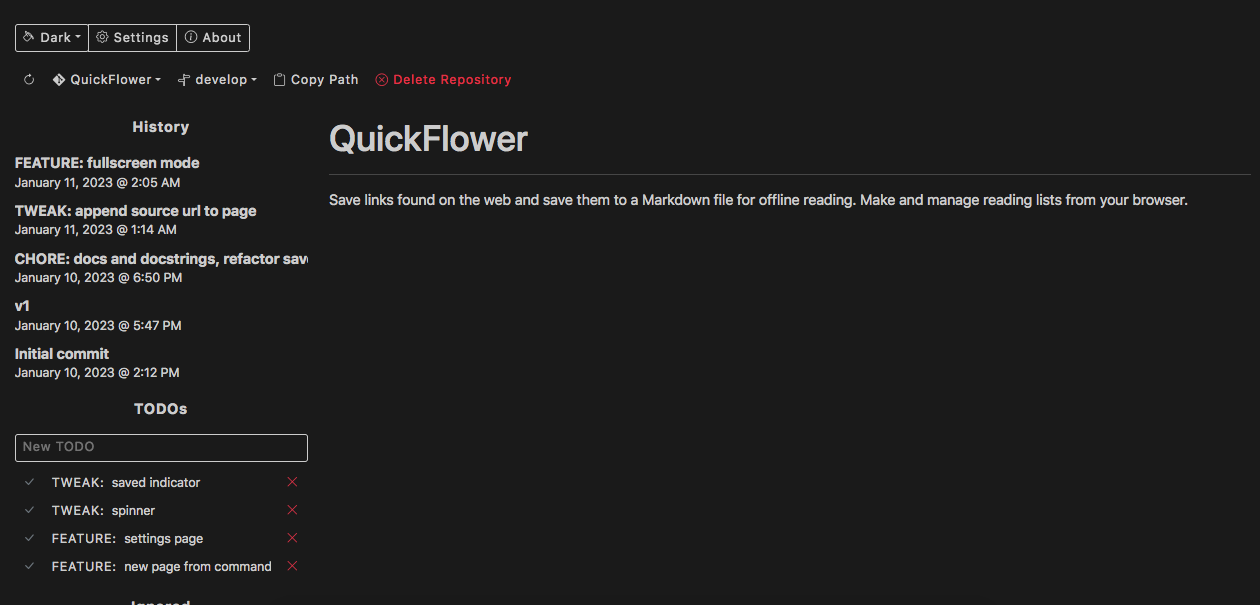 Dark Settings About
QuickFlower develop Copy Path Delete Repository
History
FEATURE: fullscreen mode
January 11, 2023 @ 2:05 AM
TWEAK: append source url to page
January 11, 2023 @ 1:14 AM
CHORE: docs and docstrings, refactor sav
January 10, 2023 @ 6:50 PM
v1
January 10, 2023 @ 5:47 PM
Initial commit
January 10, 2023 @ 2:12 PM
TODOs
New TODO
TWEAK: saved indicator
TWEAK: spinner
FEATURE: settings page
FEATURE: new page from command
Ignored
QuickFlower
Save links found on the web and save them to a Markdown file for offline reading. Make and manage reading lists from your browser.